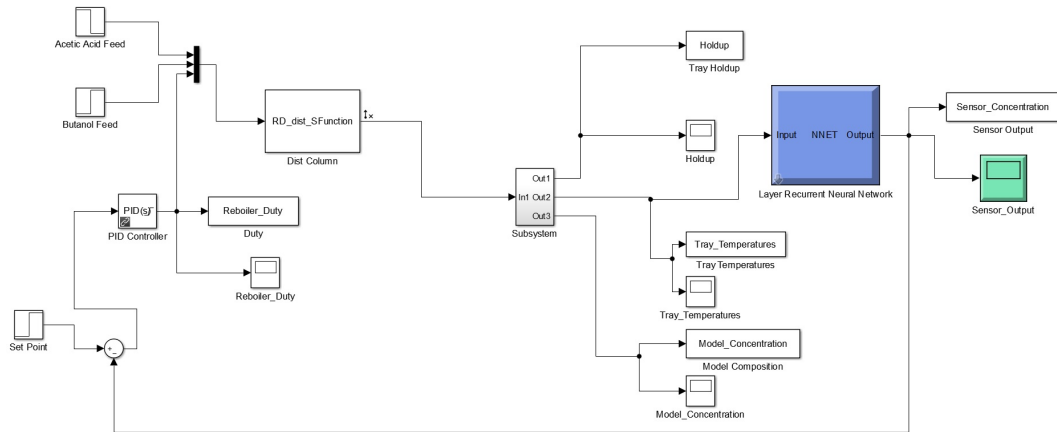 Acetic Acid Feed
Butanol Feed
RD_dist_SFunction
Dist Column
PID(s)
PID Controller
Reboiler_Duty
Duty
Reboiler_Duty
Set Point
In1
Out1
Out2
Out3
Subsystem
Holdup
Tray Holdup
Holdup
Tray_Temperatures
Tray Temperatures
Tray_Temperatures
Model_Concentration
Model Composition
Model_Concentration
Input NNET Output
Layer Recurrent Neural Network
Sensor_Concentration
Sensor Output
Sensor_Output